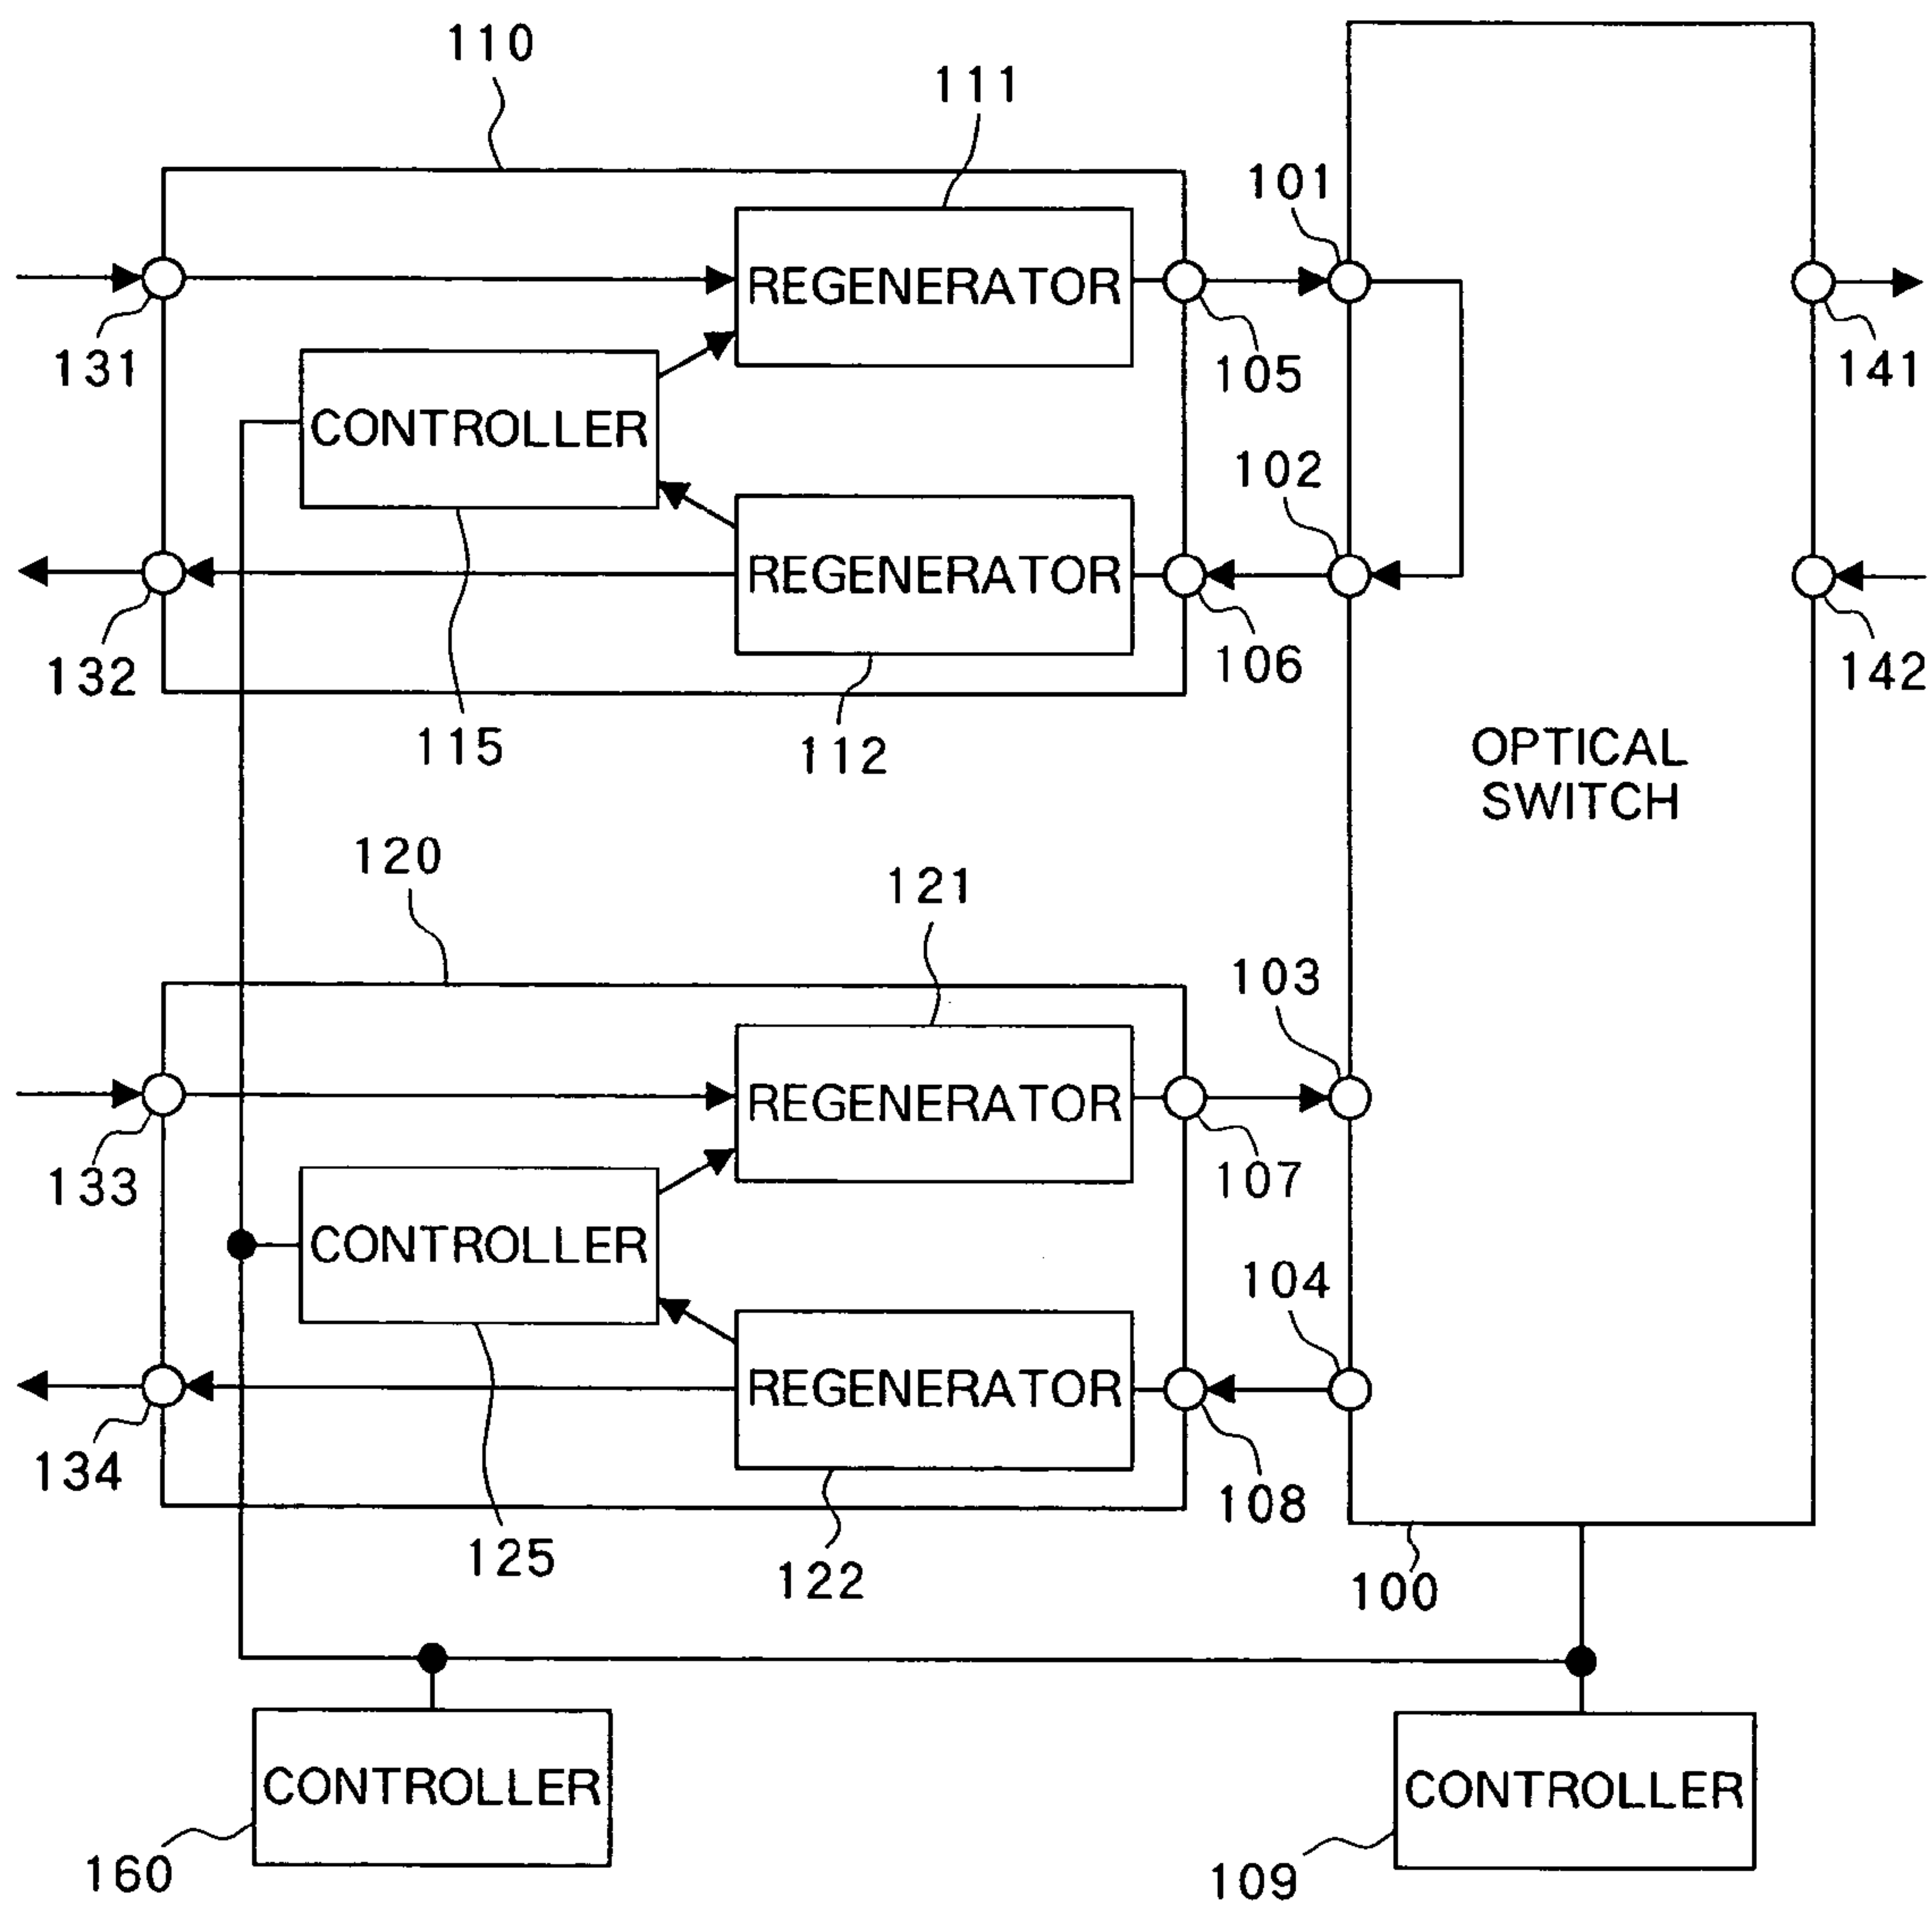 110
111
101
REGENERATOR
131
105
141
CONTROLLER
102
REGENERATOR
132
106
142
115
112
OPTICAL
SWITCH
120
121
103
REGENERATOR
133
107
CONTROLLER
104
REGENERATOR
134
108
125
122
100
CONTROLLER
CONTROLLER
160
109